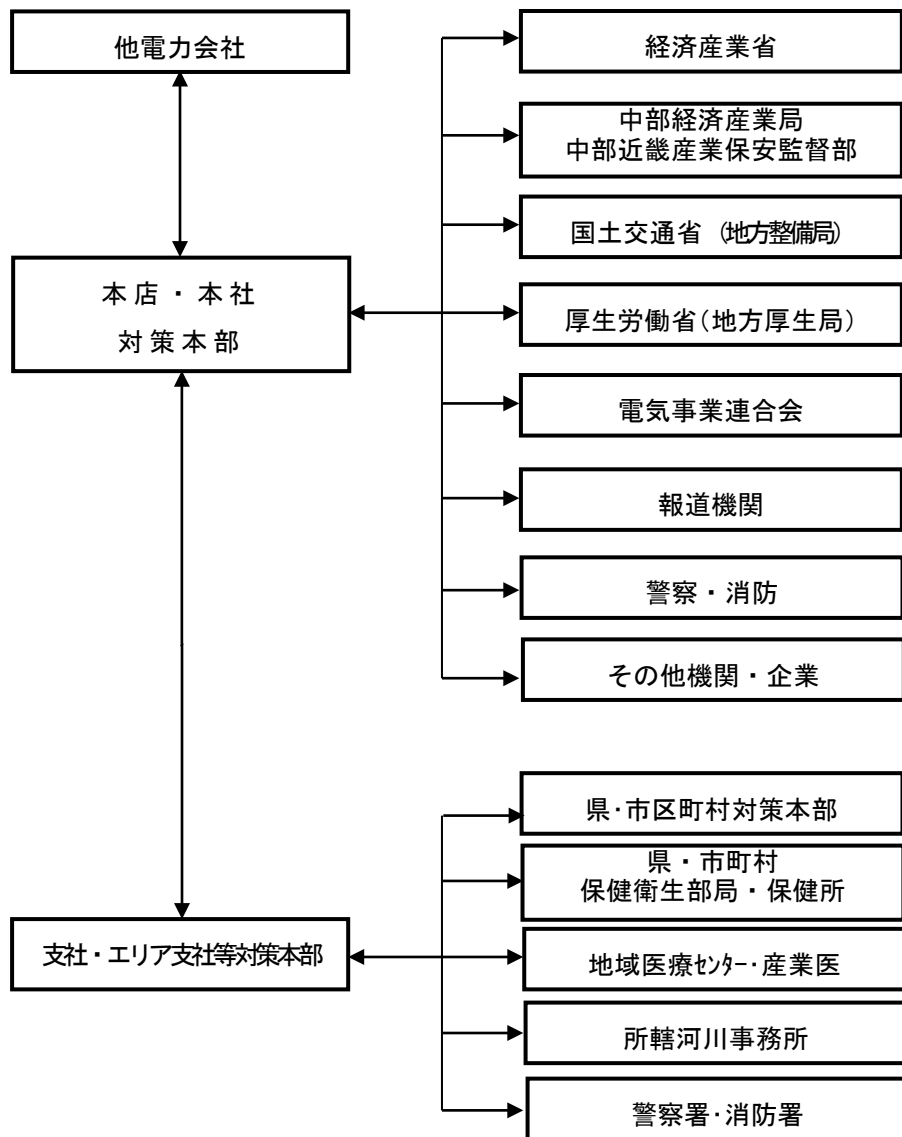 他電力会社
経済産業省
中部経済産業局
中部近畿産業保安監督部
国土交通省（地方整備局）
本店・本社
対策本部
厚生労働省（地方厚生局）
電気事業連合会
報道機関
警察・消防
その他機関・企業
県・市区町村対策本部
県・市町村
保健衛生部局・保健所
支社・エリア支社等対策本部
地域医療ｾﾝﾀｰ・産業医
所轄河川事務所
警察署・消防署